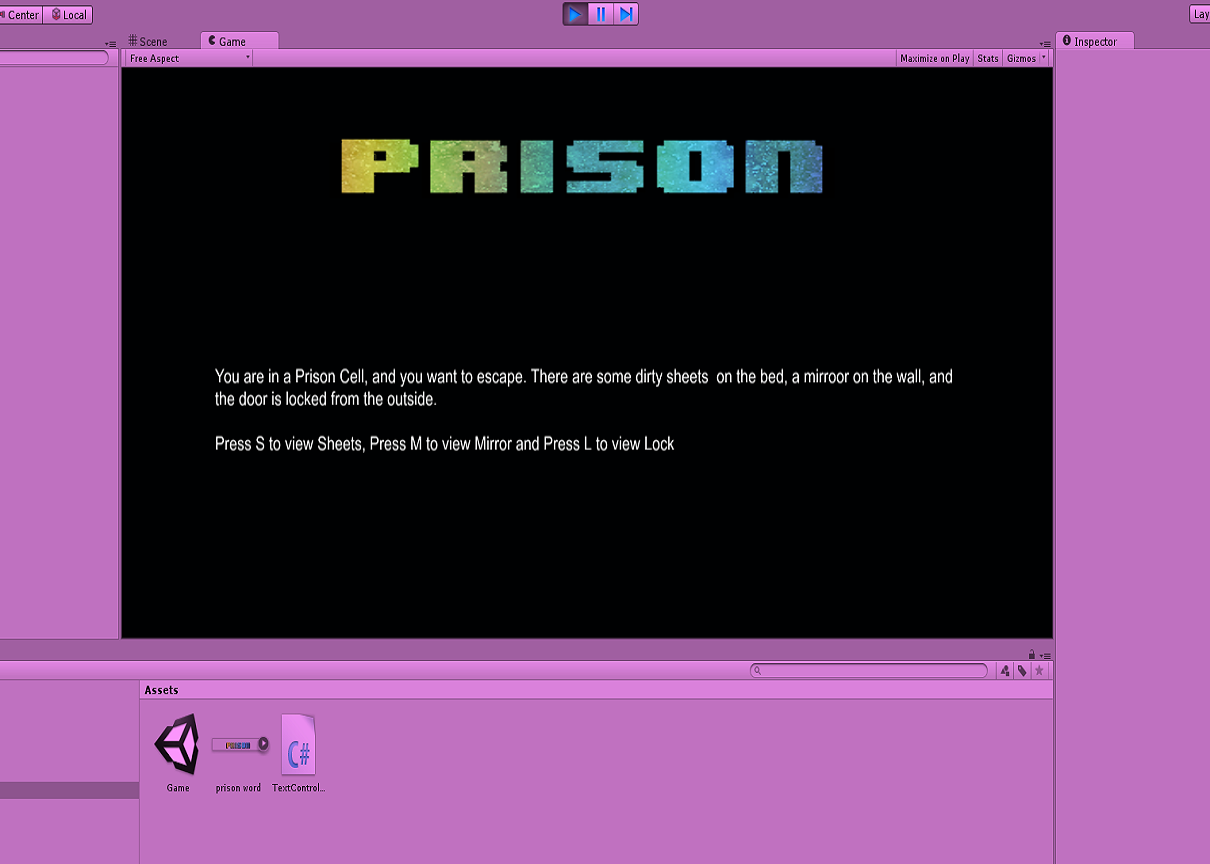 Center Local Lay
Scene Game Inspector
Free Aspect Maximize on Play Stats Gizmos
PRISON
You are in a Prison Cell, and you want to escape. There are some dirty sheets  on the bed, a mirroor on the wall, and
the door is locked from the outside.
Press S to view Sheets, Press M to view Mirror and Press L to view Lock
Assets
PRISON
C#
Game prison word TextControl...